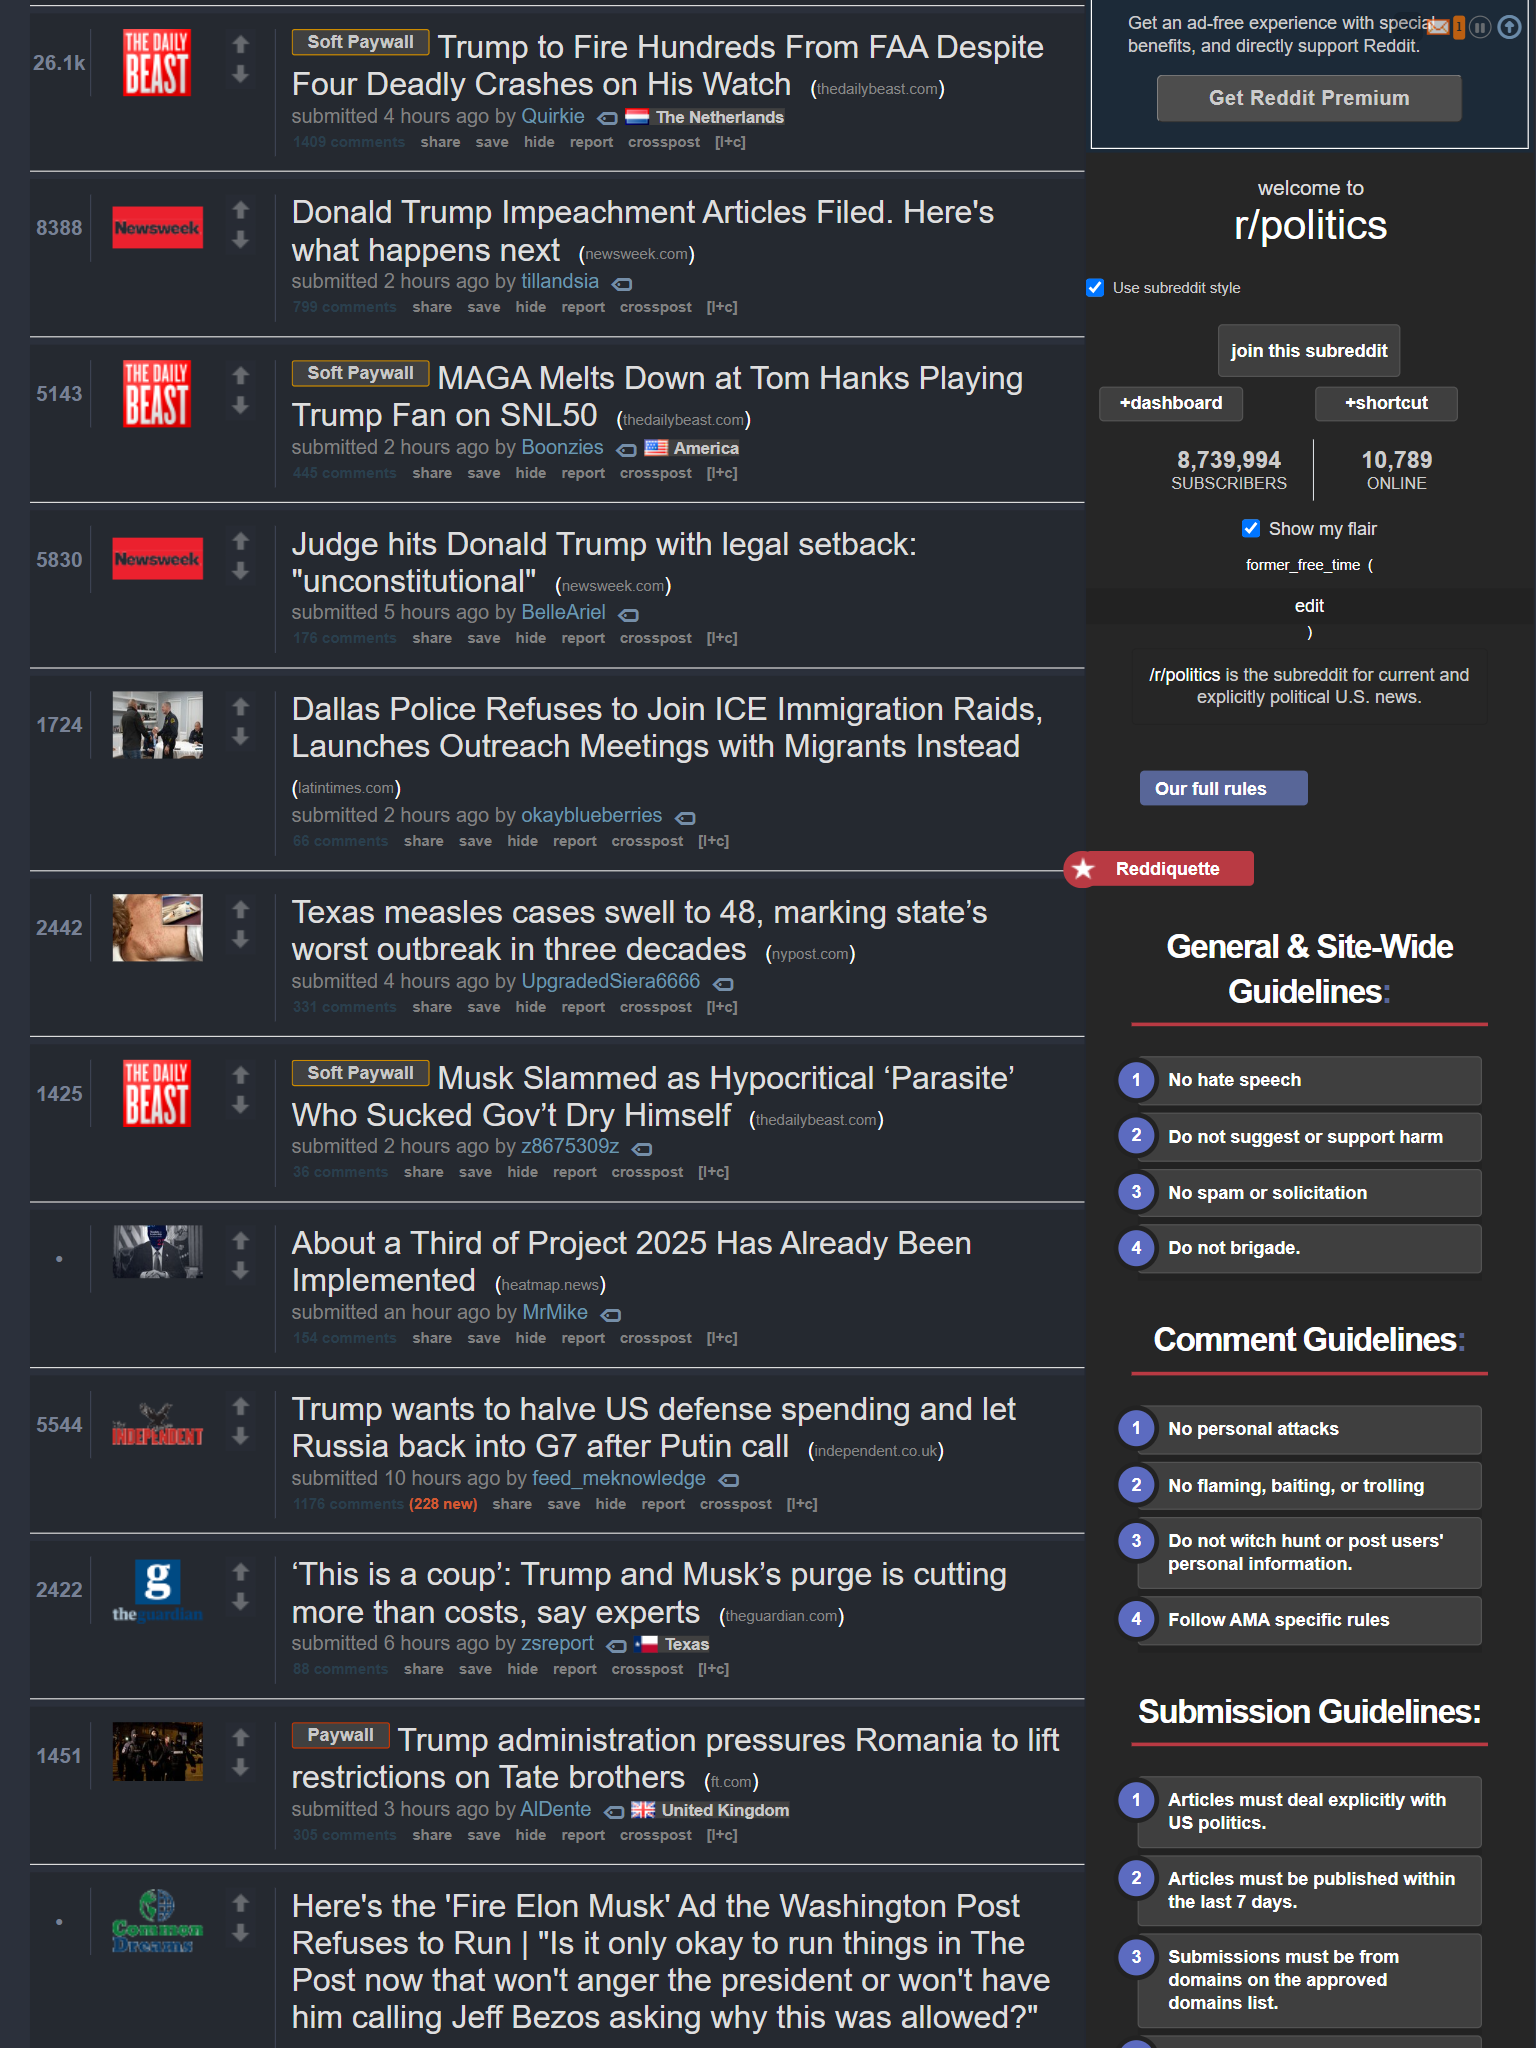 26.1k
THE DAILY
BEAST
Soft Paywall Trump to Fire Hundreds From FAA Despite
Four Deadly Crashes on His Watch (thedailybeast.com)
submitted 4 hours ago by Quirkie The Netherlands
1409 comments share save hide report crosspost [l+c]
8388
Newsweek
Donald Trump Impeachment Articles Filed. Here's
what happens next (newsweek.com)
submitted 2 hours ago by tillandsia
799 comments share save hide report crosspost [l+c]
5143
THE DAILY
BEAST
Soft Paywall MAGA Melts Down at Tom Hanks Playing
Trump Fan on SNL50 (thedailybeast.com)
submitted 2 hours ago by Boonzies America
445 comments share save hide report crosspost [l+c]
5830
Newsweek
Judge hits Donald Trump with legal setback:
"unconstitutional" (newsweek.com)
submitted 5 hours ago by BelleAriel
176 comments share save hide report crosspost [l+c]
1724
Dallas Police Refuses to Join ICE Immigration Raids,
Launches Outreach Meetings with Migrants Instead
(latintimes.com)
submitted 2 hours ago by okayblueberries
66 comments share save hide report crosspost [l+c]
2442
Texas measles cases swell to 48, marking state’s
worst outbreak in three decades (nypost.com)
submitted 4 hours ago by UpgradedSiera6666
331 comments share save hide report crosspost [l+c]
1425
THE DAILY
BEAST
Soft Paywall Musk Slammed as Hypocritical ‘Parasite’
Who Sucked Gov’t Dry Himself (thedailybeast.com)
submitted 2 hours ago by z8675309z
36 comments share save hide report crosspost [l+c]
•
About a Third of Project 2025 Has Already Been
Implemented (heatmap.news)
submitted an hour ago by MrMike
154 comments share save hide report crosspost [l+c]
5544
INDEPENDENT
Trump wants to halve US defense spending and let
Russia back into G7 after Putin call (independent.co.uk)
submitted 10 hours ago by feed_meknowledge
1176 comments (228 new) share save hide report crosspost [l+c]
2422
g
theguardian
‘This is a coup’: Trump and Musk’s purge is cutting
more than costs, say experts (theguardian.com)
submitted 6 hours ago by zsreport Texas
88 comments share save hide report crosspost [l+c]
1451
Paywall Trump administration pressures Romania to lift
restrictions on Tate brothers (ft.com)
submitted 3 hours ago by AlDente United Kingdom
305 comments share save hide report crosspost [l+c]
•
Common
Dreams
Here's the 'Fire Elon Musk' Ad the Washington Post
Refuses to Run | "Is it only okay to run things in The
Post now that won't anger the president or won't have
him calling Jeff Bezos asking why this was allowed?"
Get an ad-free experience with special
1
benefits, and directly support Reddit.
Get Reddit Premium
welcome to
r/politics
Use subreddit style
join this subreddit
+dashboard +shortcut
8,739,994 10,789
SUBSCRIBERS ONLINE
Show my flair
former_free_time (
edit
)
/r/politics is the subreddit for current and
explicitly political U.S. news.
Our full rules
Reddiquette
General & Site-Wide
Guidelines:
1 No hate speech
2 Do not suggest or support harm
3 No spam or solicitation
4 Do not brigade.
Comment Guidelines:
1 No personal attacks
2 No flaming, baiting, or trolling
3 Do not witch hunt or post users'
personal information.
4 Follow AMA specific rules
Submission Guidelines:
1 Articles must deal explicitly with
US politics.
2 Articles must be published within
the last 7 days.
3 Submissions must be from
domains on the approved
domains list.